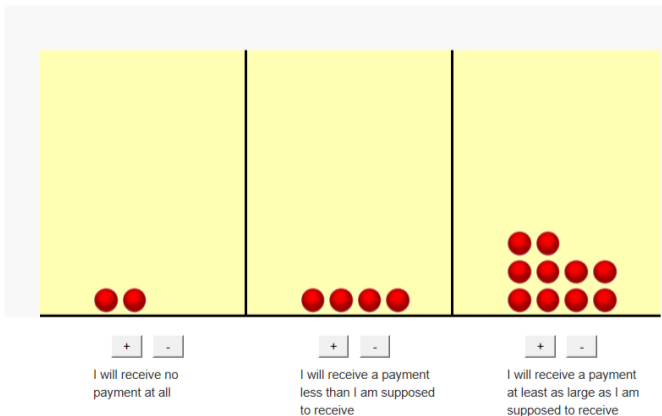 + -
+ -
+ -
I will receive no
payment at all
I will receive a payment
less than I am supposed
to receive
I will receive a payment
at least as large as I am
supposed to receive